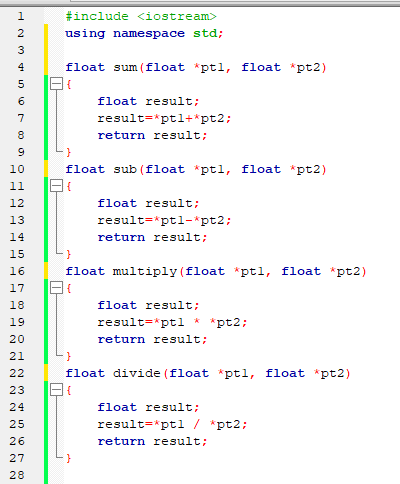 1 #include <iostream>
2 using namespace std;
3
4 float sum(float *pt1, float *pt2)
5 {
6 float result;
7 result=*pt1+*pt2;
8 return result;
9 }
10 float sub(float *pt1, float *pt2)
11 {
12 float result;
13 result=*pt1-*pt2;
14 return result;
15 }
16 float multiply(float *pt1, float *pt2)
17 {
18 float result;
19 result=*pt1 * *pt2;
20 return result;
21 }
22 float divide(float *pt1, float *pt2)
23 {
24 float result;
25 result=*pt1 / *pt2;
26 return result;
27 }
28